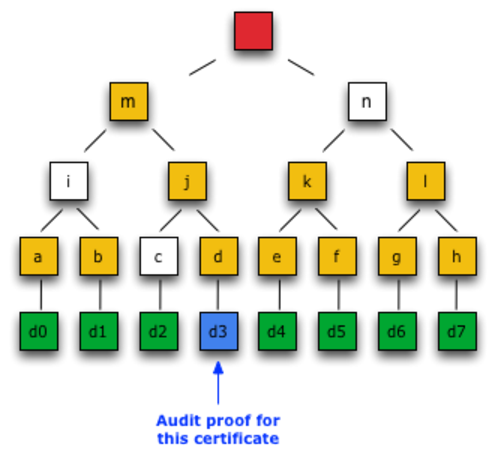 m n
i j k l
a b c d e f g h
d0 d1 d2 d3 d4 d5 d6 d7
Audit proof for
this certificate